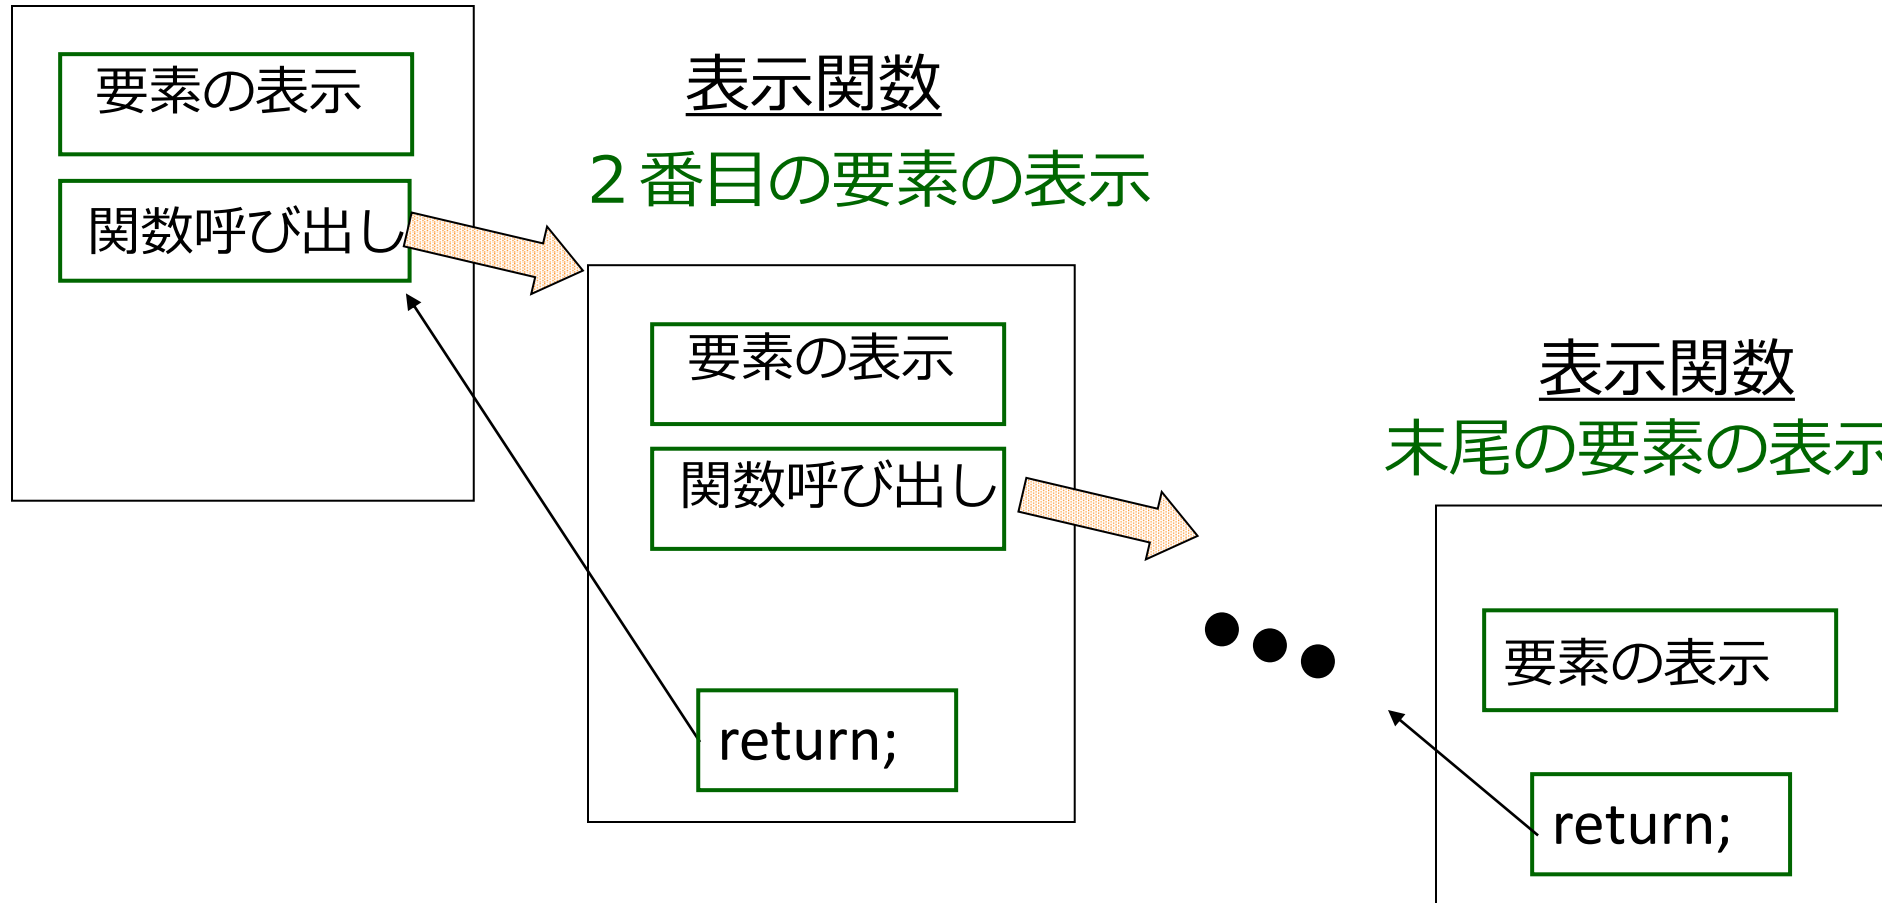 要素の表示
関数呼び出し
表示関数
２番目の要素の表示
要素の表示
関数呼び出し
return;
表示関数
末尾の要素の表示
要素の表示
return;